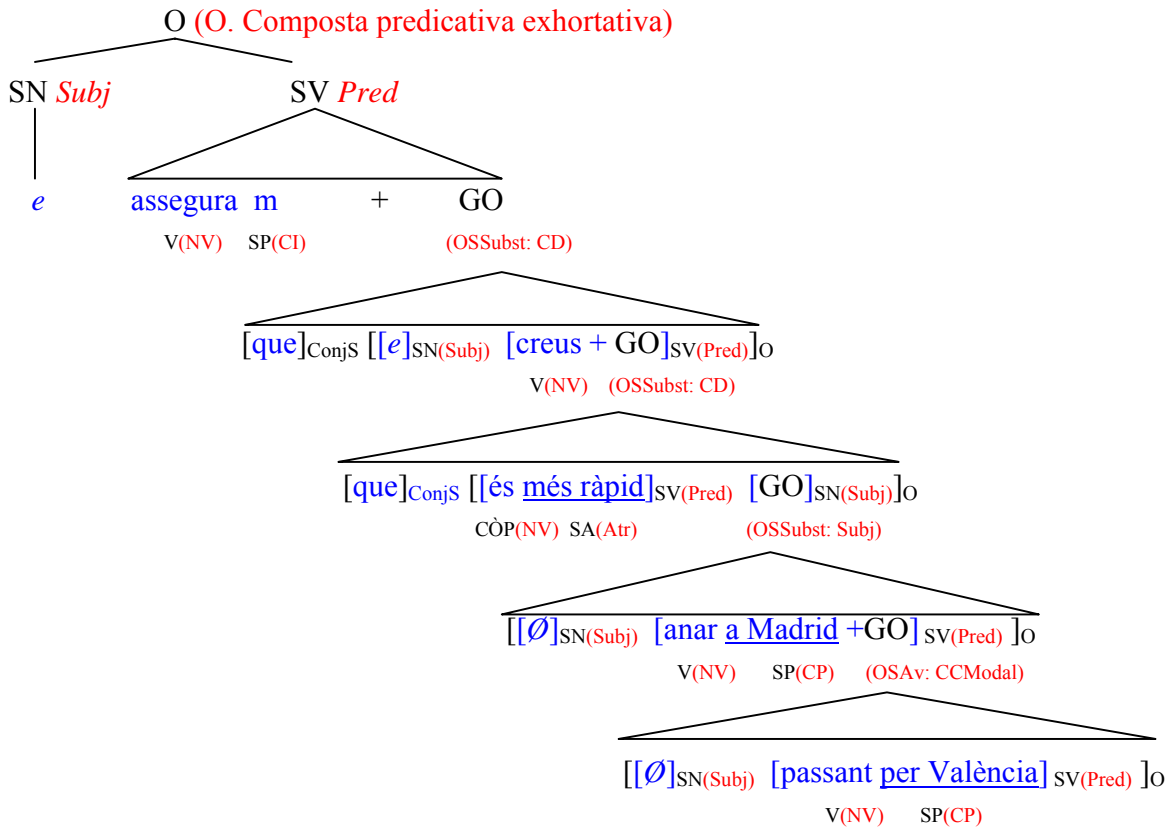 O (O. Composta predicativa exhortativa)
SN Subj SV Pred
e assegura m + GO
V(NV) SP(CI) (OSSubst: CD)
[que]ConjS [[e]SN(Subj) [creus + GO]SV(Pred)]O
V(NV) (OSSubst: CD)
[que]ConjS [[és més ràpid]SV(Pred) [GO]SN(Subj)]O
CÒP(NV) SA(Atr) (OSSubst: Subj)
[[Ø]SN(Subj) [anar a Madrid +GO] SV(Pred) ]O
V(NV) SP(CP) (OSAv: CCModal)
[[Ø]SN(Subj) [passant per València] SV(Pred) ]O
V(NV) SP(CP)